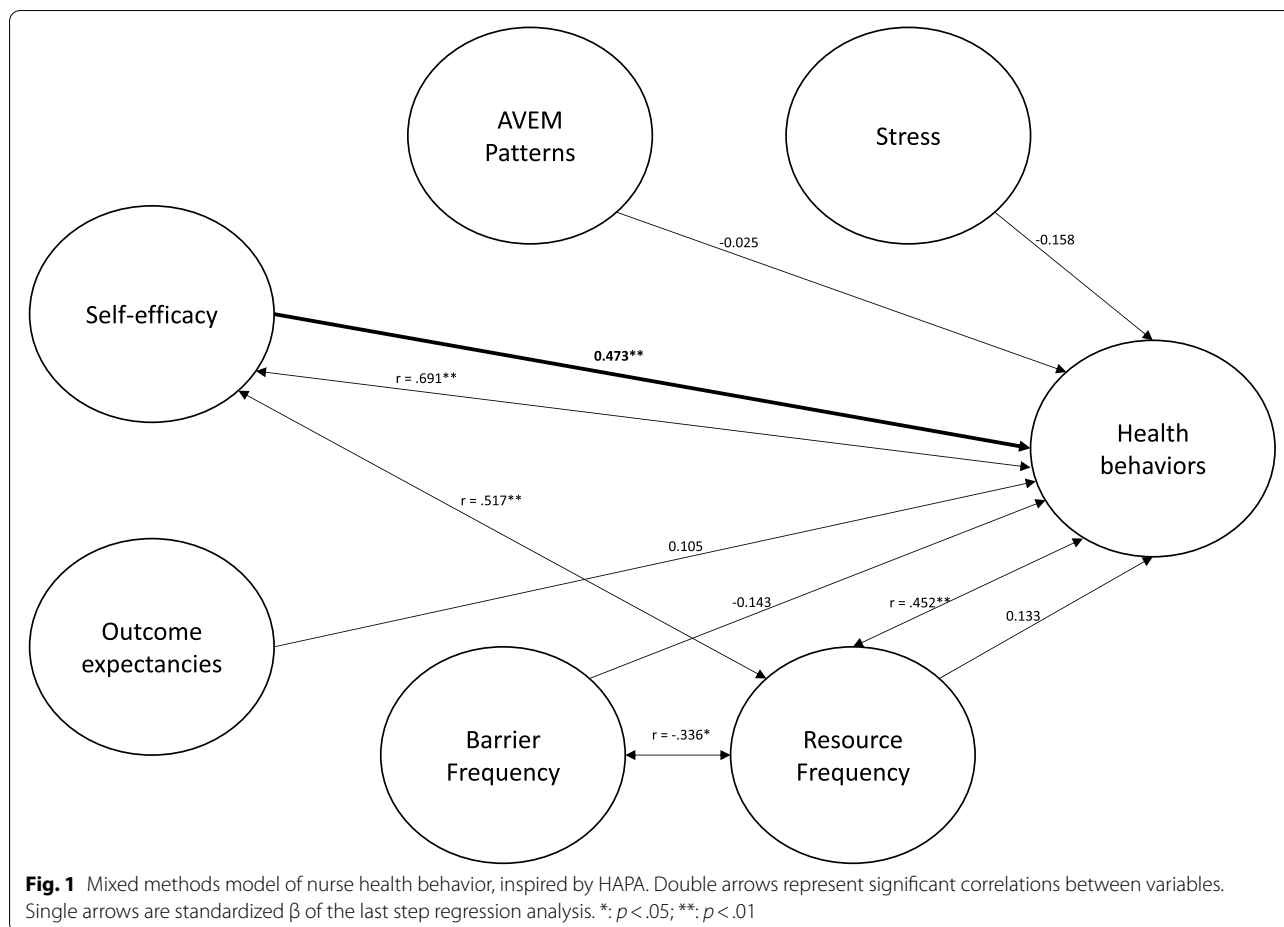 AVEM
Patterns
Stress
-0.025
-0.158
Self-efficacy
0.473**
r = .691**
Health
behaviors
r = .517**
0.105
Outcome
expectancies
-0.143
r = .452**
0.133
Barrier
Frequency
r = -.336*
Resource
Frequency
Fig. 1 Mixed methods model of nurse health behavior, inspired by HAPA. Double arrows represent significant correlations between variables.
Single arrows are standardized β of the last step regression analysis. *: p < .05; **: p < .01